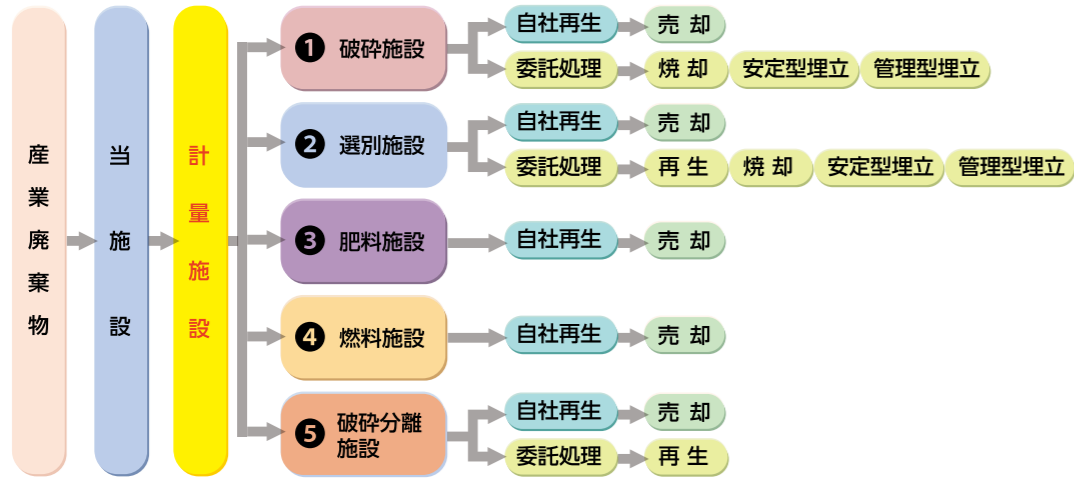 産業廃棄物
当施設
計量施設
❶ 破砕施設
自社再生
売却
委託処理
焼却
安定型埋立
管理型埋立
❷ 選別施設
自社再生
売却
委託処理
再生
焼却
安定型埋立
管理型埋立
❸ 肥料施設
自社再生
売却
❹ 燃料施設
自社再生
売却
❺ 破砕分離
施設
自社再生
売却
委託処理
再生